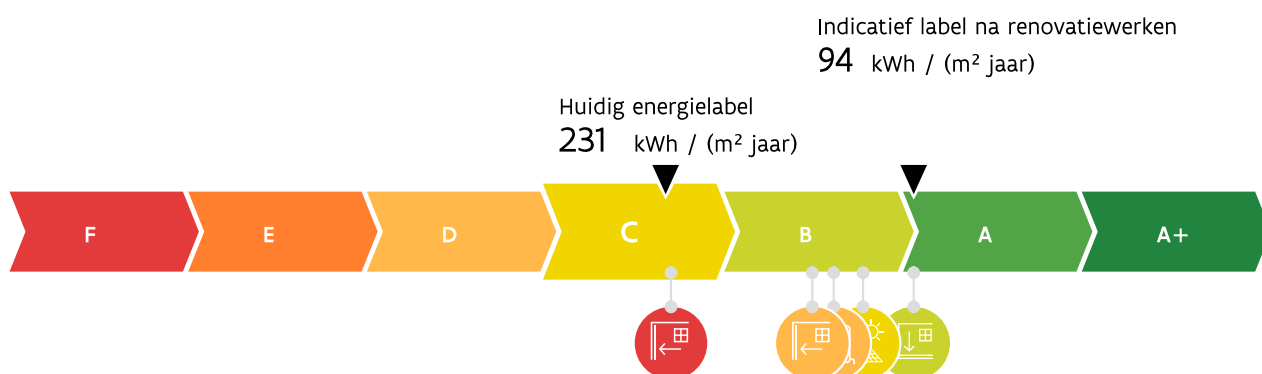 Indicatief label na renovatiewerken
94 kWh / (m² jaar)
Huidig energielabel
231 kWh / (m² jaar)
F E D C B A A+